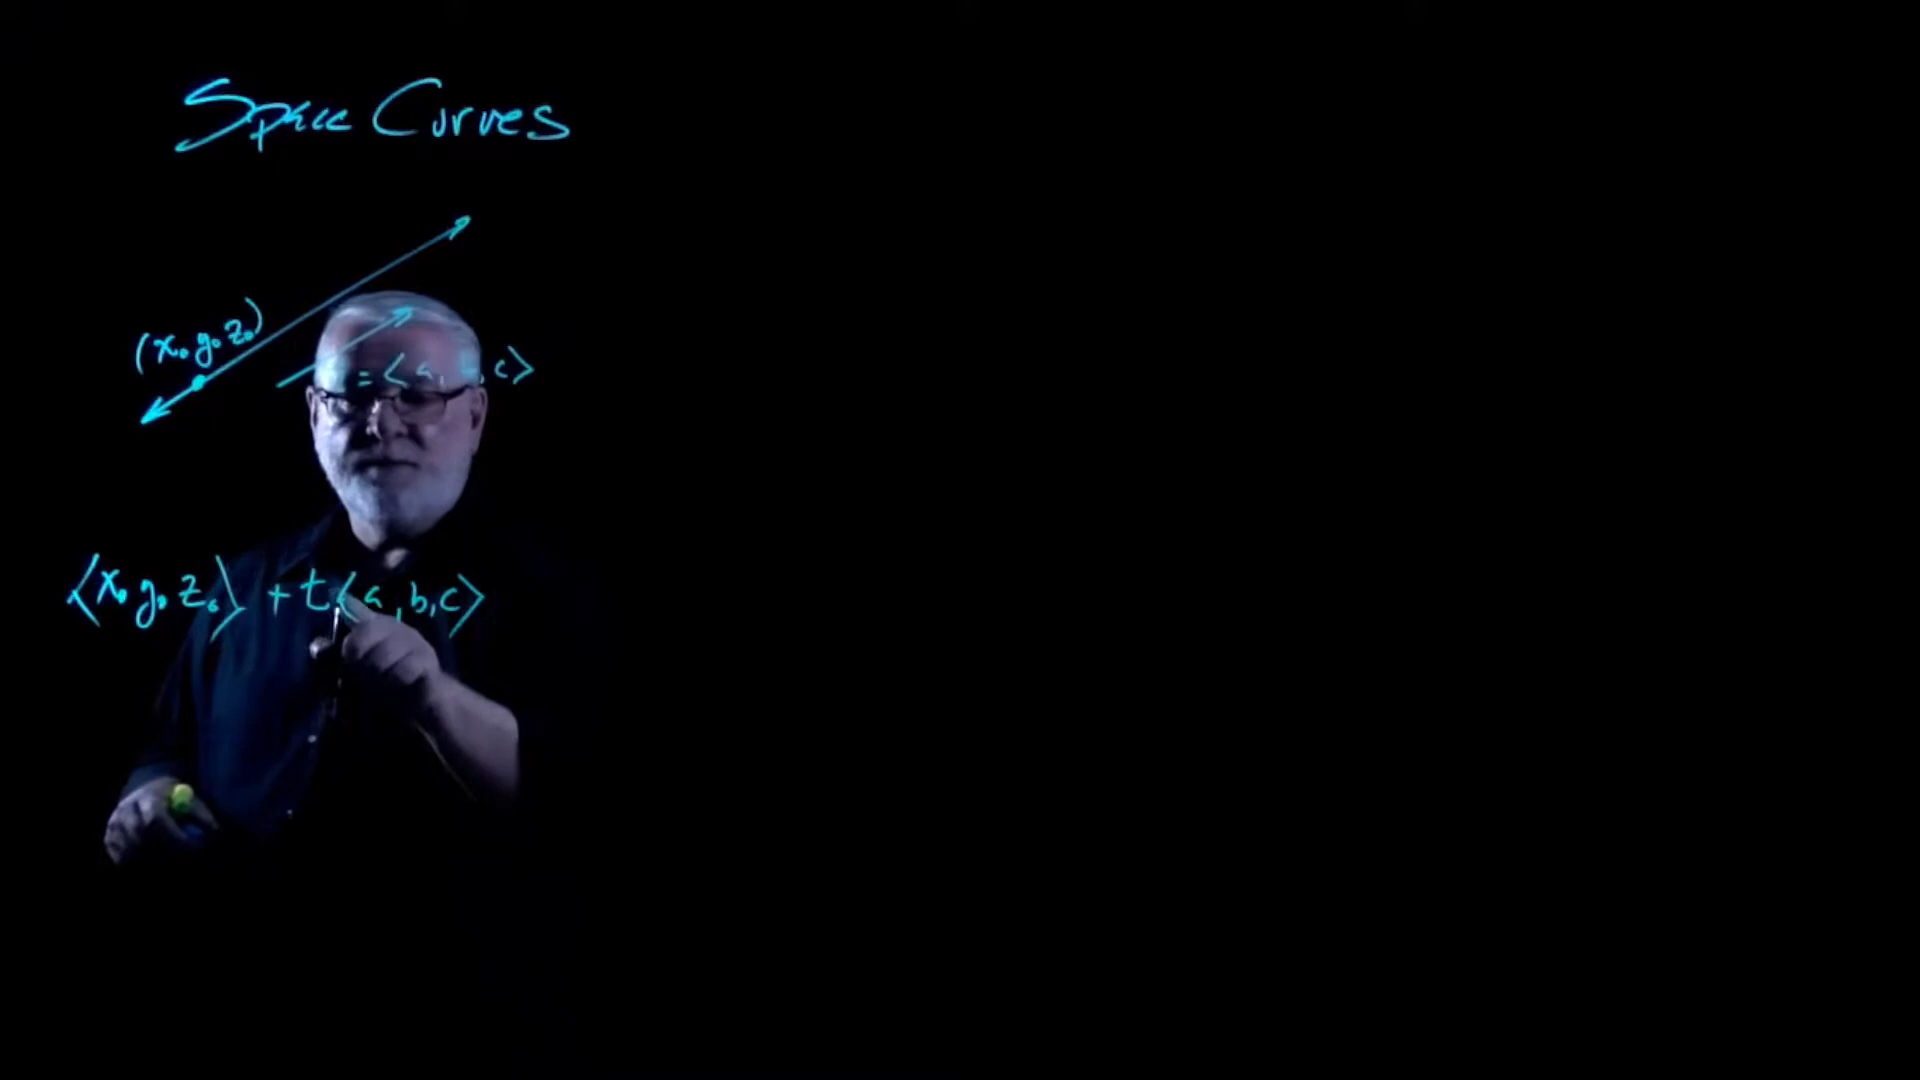 Space Curves
(x₀ y₀ z₀)
= <a, b, c>
<x₀ y₀ z₀> + t<a, b, c>